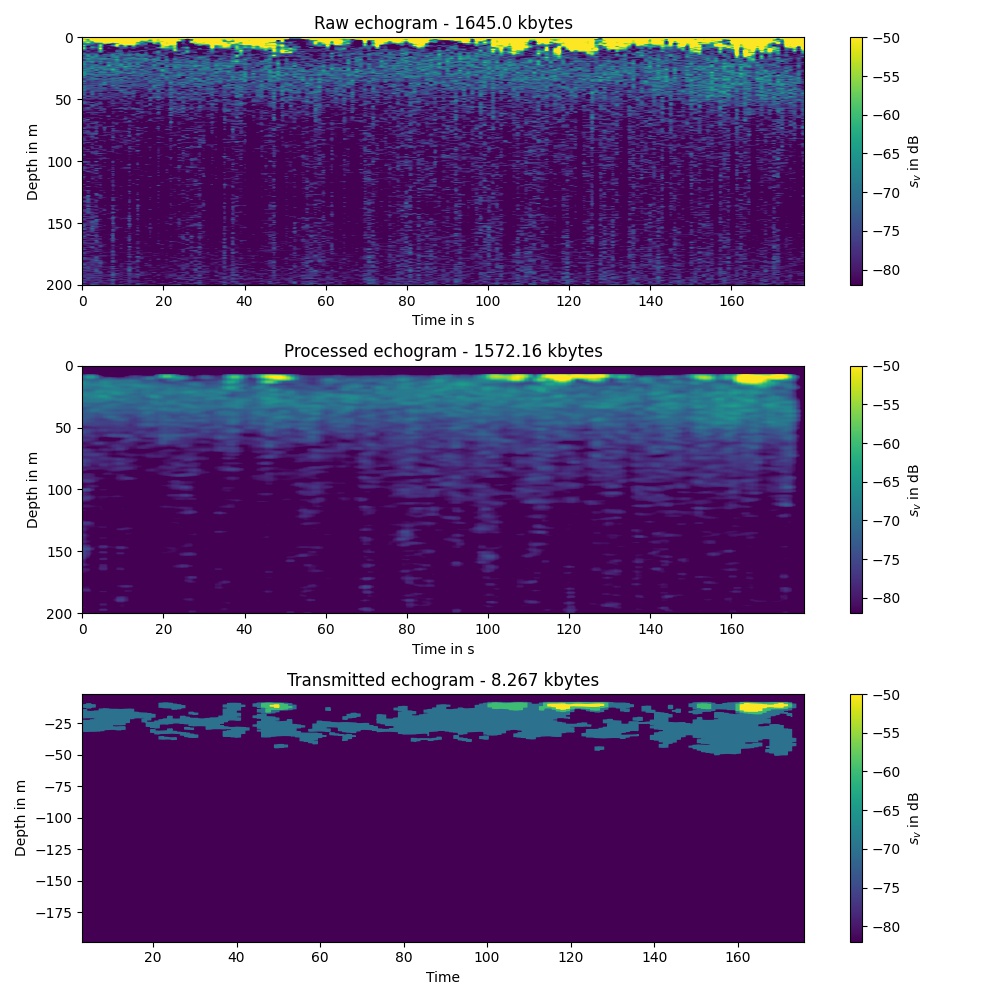 Raw echogram - 1645.0 kbytes
0
50
100
150
200
Depth in m
0 20 40 60 80 100 120 140 160
Time in s
−50
−55
−60
−65
−70
−75
−80
s_v in dB
Processed echogram - 1572.16 kbytes
0
50
100
150
200
Depth in m
0 20 40 60 80 100 120 140 160
Time in s
−50
−55
−60
−65
−70
−75
−80
s_v in dB
Transmitted echogram - 8.267 kbytes
−25
−50
−75
−100
−125
−150
−175
Depth in m
20 40 60 80 100 120 140 160
Time
−50
−55
−60
−65
−70
−75
−80
s_v in dB